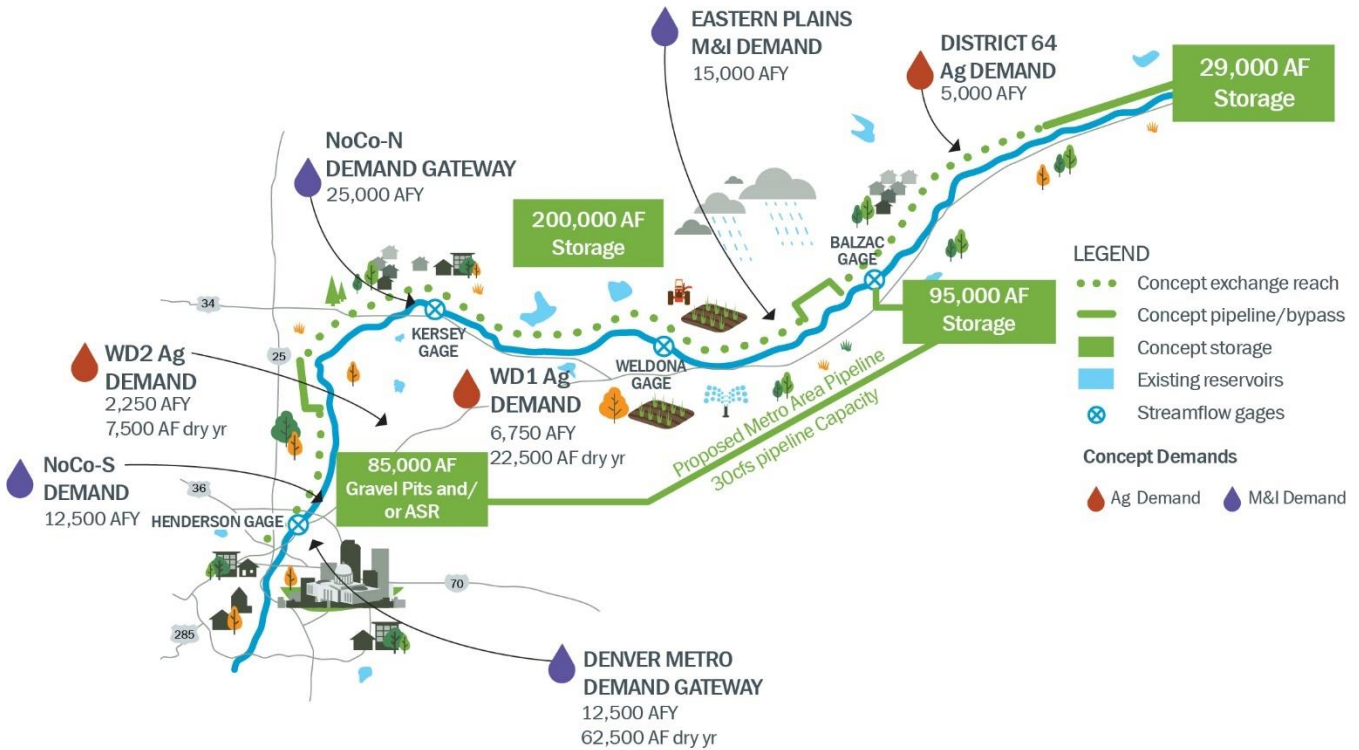 EASTERN PLAINS
M&I DEMAND
15,000 AFY
DISTRICT 64
Ag DEMAND
5,000 AFY
29,000 AF
Storage
NoCo-N
DEMAND GATEWAY
25,000 AFY
200,000 AF
Storage
BALZAC
GAGE
95,000 AF
Storage
LEGEND
Concept exchange reach
Concept pipeline/bypass
Concept storage
Existing reservoirs
Streamflow gages
Concept Demands
Ag Demand
M&I Demand
34
KERSEY
GAGE
WELDONA
GAGE
25
WD2 Ag
DEMAND
2,250 AFY
7,500 AF dry yr
WD1 Ag
DEMAND
6,750 AFY
22,500 AF dry yr
Proposed Metro Area Pipeline
30cfs pipeline Capacity
85,000 AF
Gravel Pits and/
or ASR
NoCo-S
DEMAND
12,500 AFY
36
HENDERSON GAGE
70
285
DENVER METRO
DEMAND GATEWAY
12,500 AFY
62,500 AF dry yr